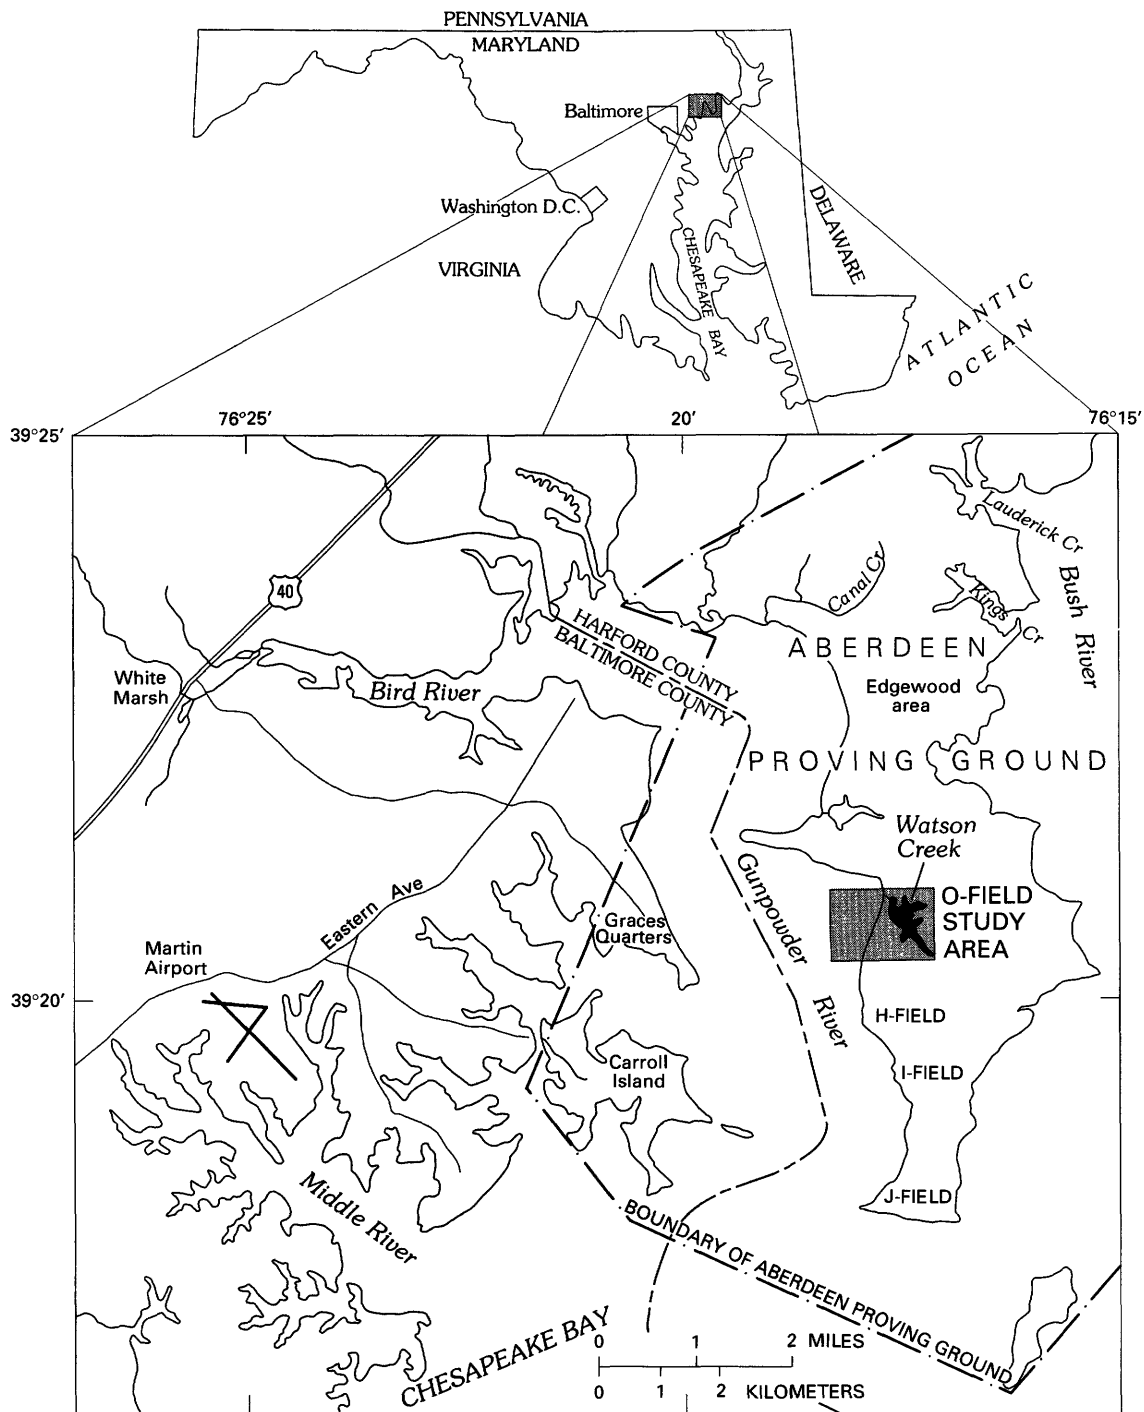 PENNSYLVANIA
MARYLAND
Baltimore
Washington D.C.
DELAWARE
VIRGINIA
CHESAPEAKE BAY
ATLANTIC
OCEAN
76°25'
20'
76°15'
39°25'
Lauderick Cr
40
Canal Cr
Kings Cr
Bush River
HARFORD COUNTY
BALTIMORE COUNTY
ABERDEEN
White
Marsh
Bird River
Edgewood
area
PROVING GROUND
Watson
Creek
Gunpowder River
Eastern Ave
O-FIELD
STUDY
AREA
Graces
Quarters
Martin
Airport
39°20'
H-FIELD
Carroll
Island
I-FIELD
Middle River
J-FIELD
BOUNDARY OF ABERDEEN PROVING GROUND
CHESAPEAKE BAY
0 1 2 MILES
0 1 2 KILOMETERS